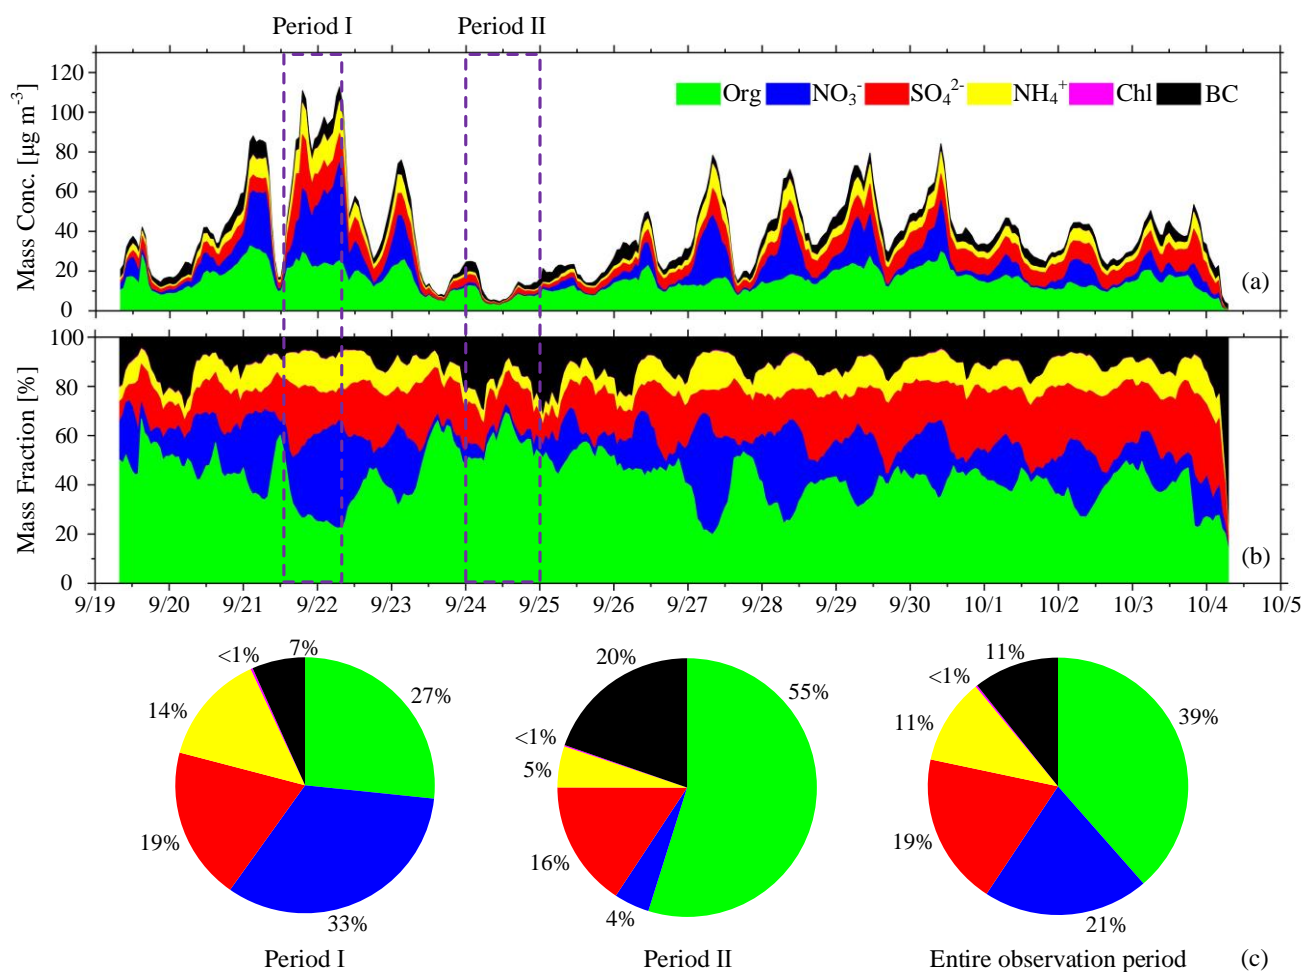 Period I Period II
Mass Conc. [μg m⁻³]
120
100
80
60
40
20
0
Org NO₃⁻ SO₄²⁻ NH₄⁺ Chl BC
(a)
Mass Fraction [%]
100
80
60
40
20
0
(b)
9/19 9/20 9/21 9/22 9/23 9/24 9/25 9/26 9/27 9/28 9/29 9/30 10/1 10/2 10/3 10/4 10/5
7%
<1%
27%
14%
19%
33%
Period I
20%
55%
<1%
5%
16%
4%
Period II
11%
<1%
39%
11%
19%
21%
Entire observation period
(c)